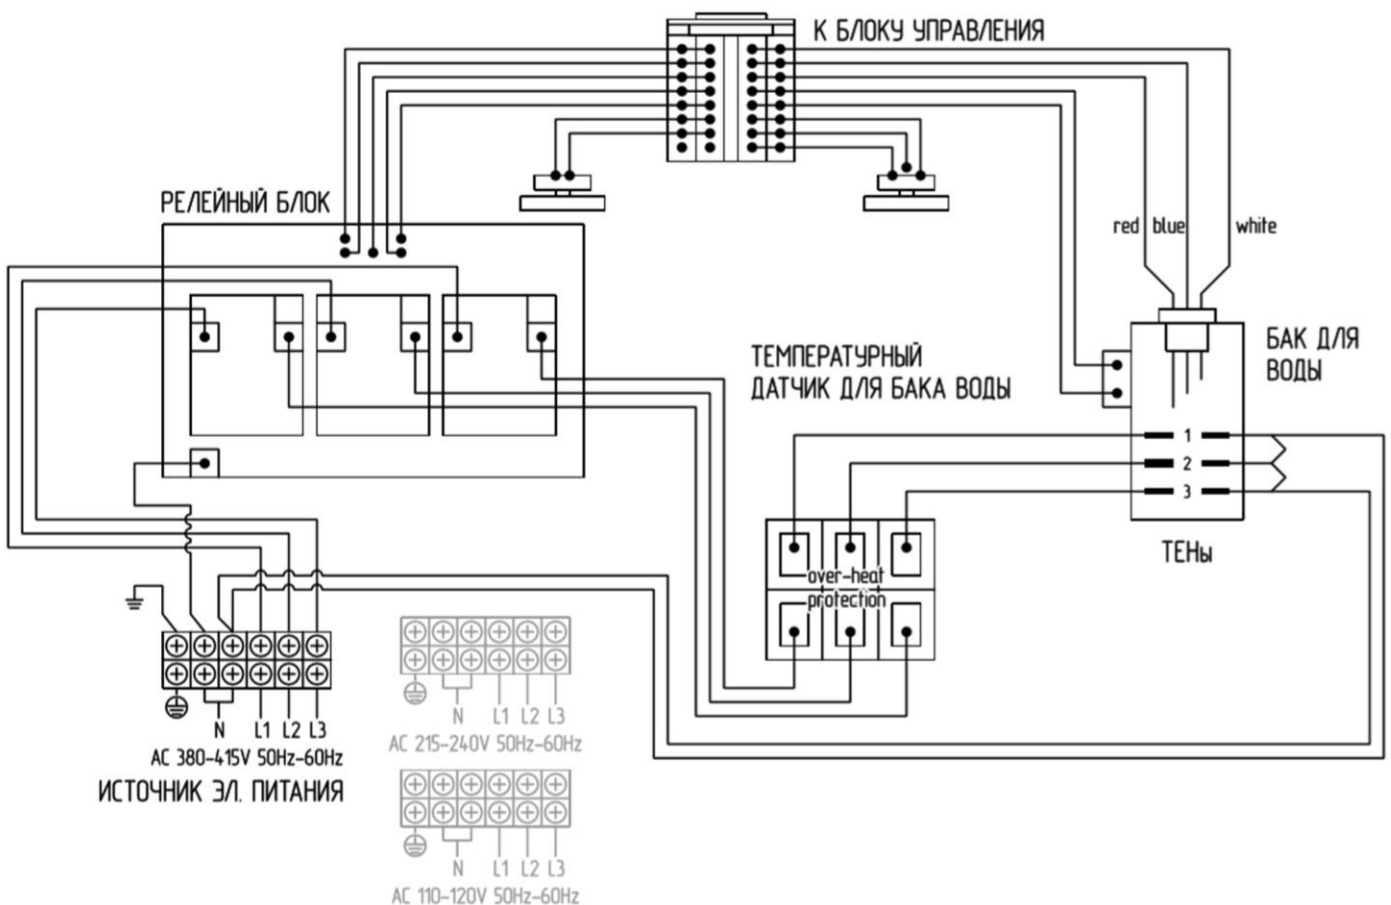 К БЛОКУ УПРАВЛЕНИЯ
РЕЛЕЙНЫЙ БЛОК
red blue white
ТЕМПЕРАТУРНЫЙ
ДАТЧИК ДЛЯ БАКА ВОДЫ
БАК ДЛЯ
ВОДЫ
1
2
3
ТЕНы
over-heat
protection
N L1 L2 L3
AC 380-415V 50Hz-60Hz
ИСТОЧНИК ЭЛ. ПИТАНИЯ
N L1 L2 L3
AC 215-240V 50Hz-60Hz
N L1 L2 L3
AC 110-120V 50Hz-60Hz